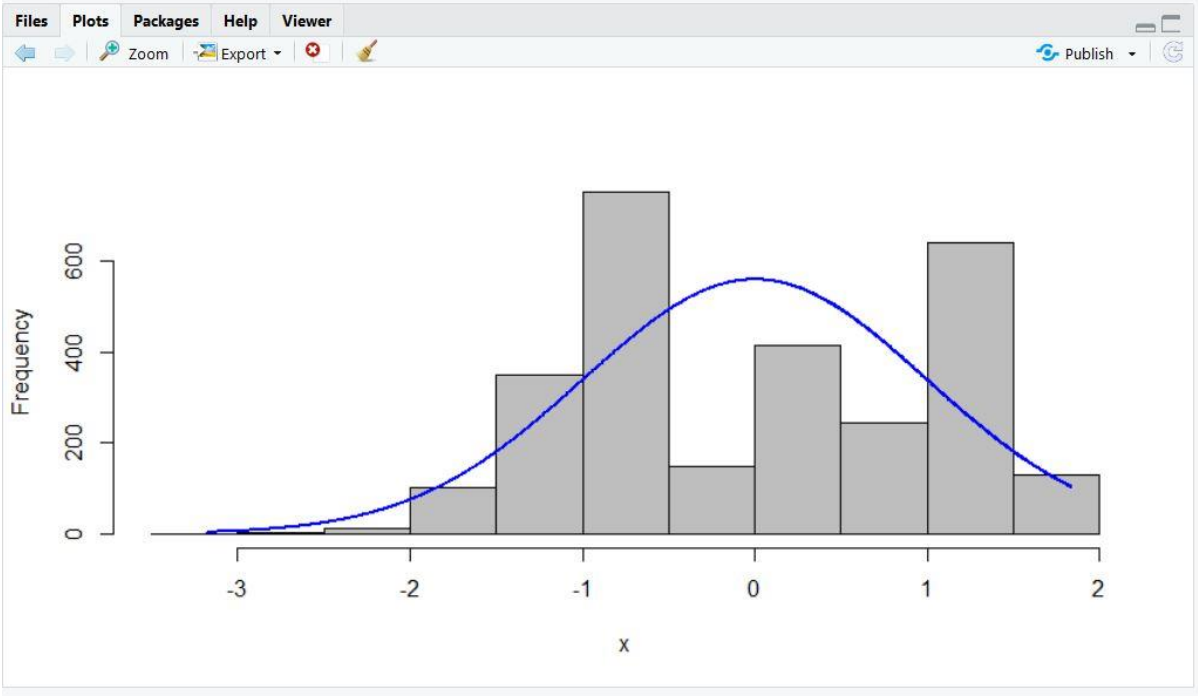 Files Plots Packages Help Viewer
Zoom Export Publish
600
400
200
0
Frequency
-3 -2 -1 0 1 2
x